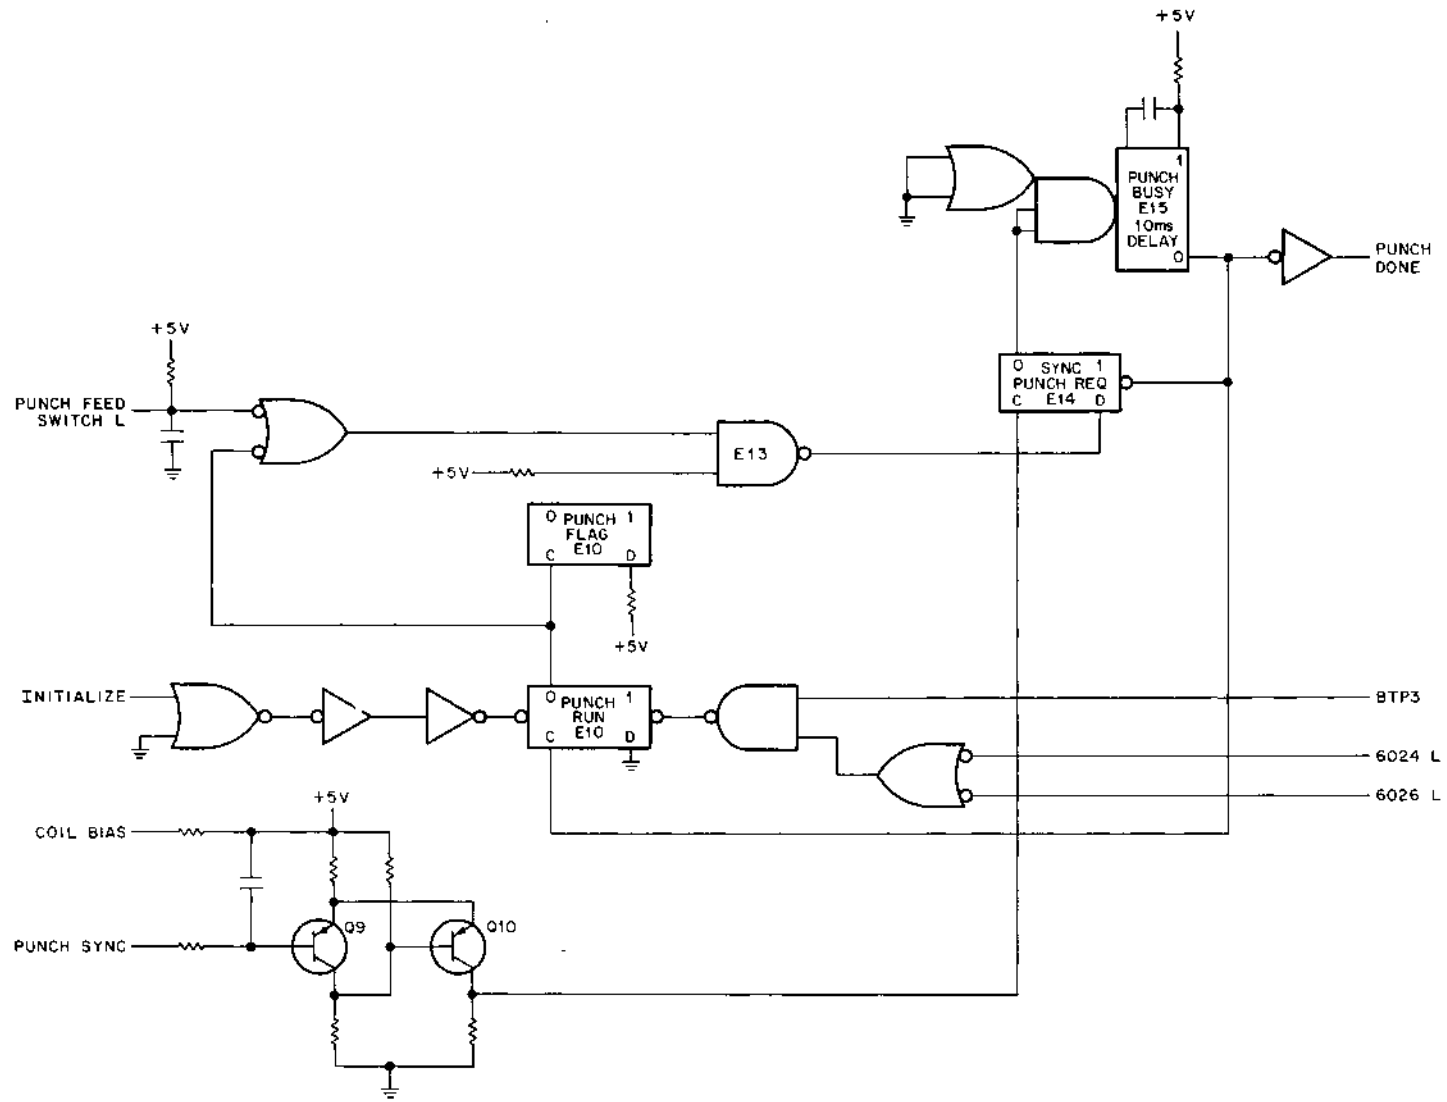 +5V
1
PUNCH
BUSY
E15
10ms
DELAY
0
PUNCH
DONE
+5V
0 SYNC 1
PUNCH REQ
E14
C D
PUNCH FEED
SWITCH L
E13
+5V
0 PUNCH 1
FLAG
E10
C D
+5V
INITIALIZE
0 PUNCH 1
RUN
E10
C D
BTP3
6024 L
6026 L
+5V
COIL BIAS
Q9
Q10
PUNCH SYNC